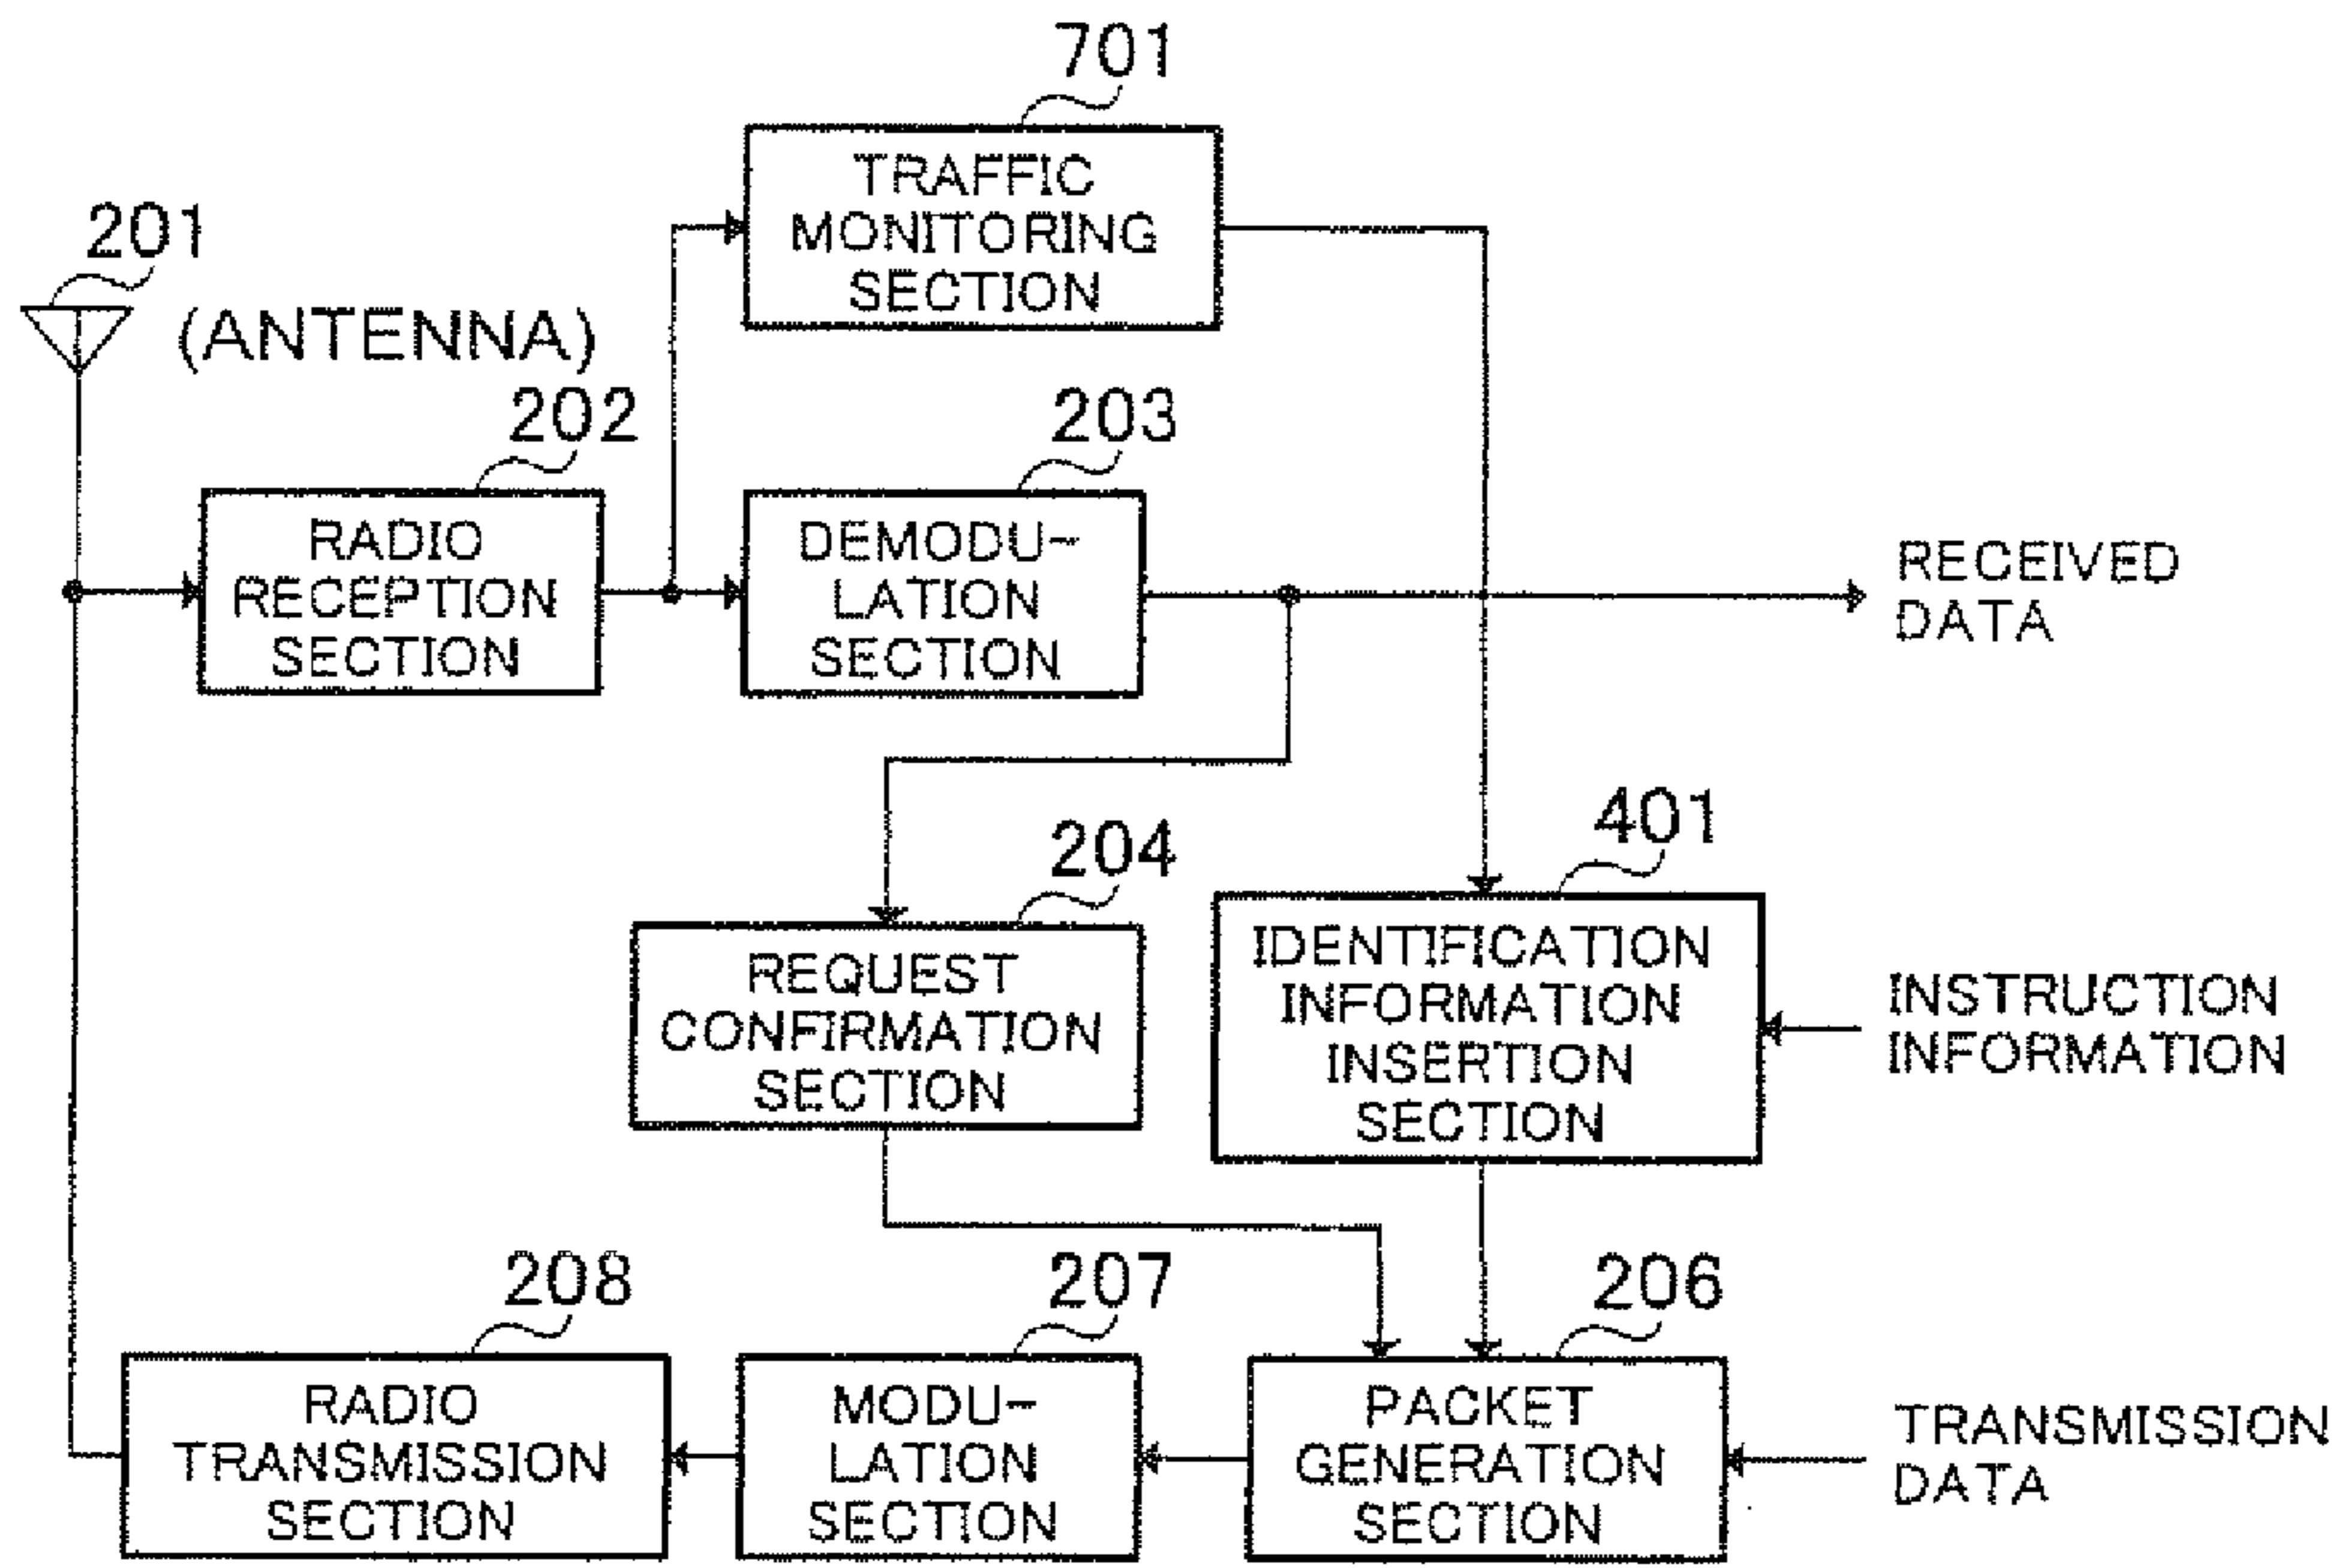 701
TRAFFIC
MONITORING
SECTION
201
(ANTENNA)
202
RADIO
RECEPTION
SECTION
203
DEMODU-
LATION
SECTION
RECEIVED
DATA
204
REQUEST
CONFIRMATION
SECTION
401
IDENTIFICATION
INFORMATION
INSERTION
SECTION
INSTRUCTION
INFORMATION
208
RADIO
TRANSMISSION
SECTION
207
MODU-
LATION
SECTION
206
PACKET
GENERATION
SECTION
TRANSMISSION
DATA